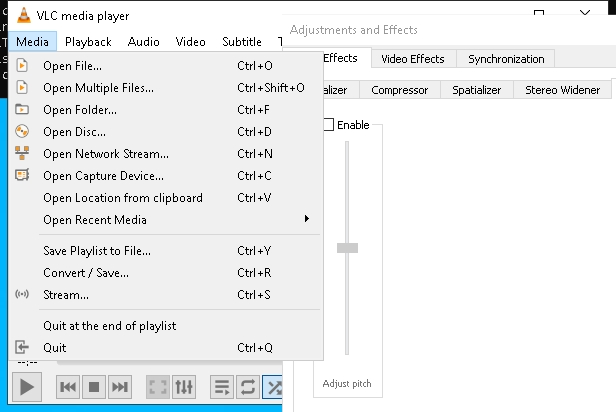 VLC media player
Adjustments and Effects
Media Playback Audio Video Subtitle T
Effects Video Effects Synchronization
alizer Compressor Spatializer Stereo Widener
Enable
Open File... Ctrl+O
Open Multiple Files... Ctrl+Shift+O
Open Folder... Ctrl+F
Open Disc... Ctrl+D
Open Network Stream... Ctrl+N
Open Capture Device... Ctrl+C
Open Location from clipboard Ctrl+V
Open Recent Media
Save Playlist to File... Ctrl+Y
Convert / Save... Ctrl+R
Stream... Ctrl+S
Quit at the end of playlist
Quit Ctrl+Q
--:--
Adjust pitch